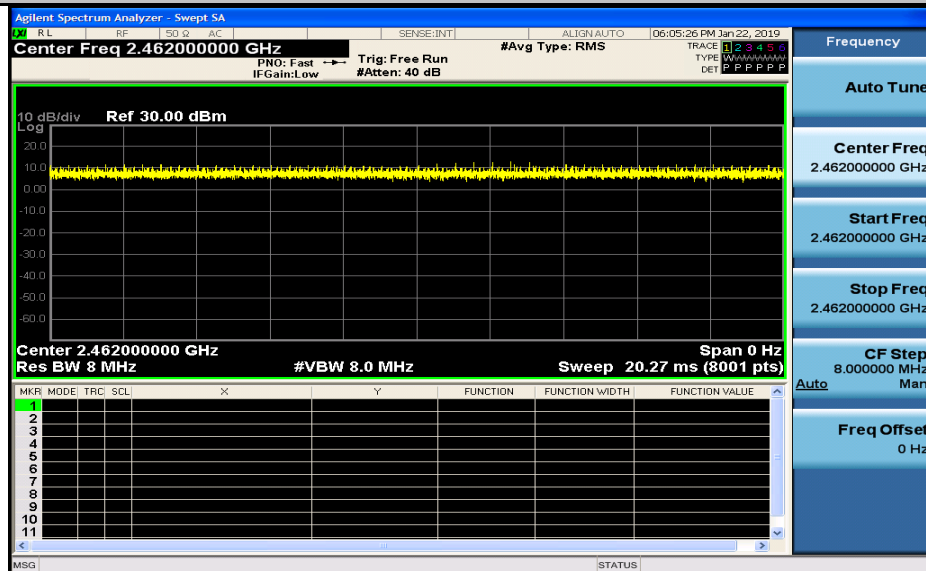 Agilent Spectrum Analyzer - Swept SA
LXI RL RF 50 Ω AC SENSE:INT ALIGN AUTO 06:05:26 PM Jan 22, 2019
Center Freq 2.462000000 GHz
PNO: Fast
IFGain:Low
Trig: Free Run
#Atten: 40 dB
#Avg Type: RMS
TRACE 1 2 3 4 5 6
TYPE WWWWWW
DET P P P P P P
10 dB/div Ref 30.00 dBm
Log
20.0
10.0
0.00
-10.0
-20.0
-30.0
-40.0
-50.0
-60.0
Center 2.462000000 GHz Span 0 Hz
Res BW 8 MHz #VBW 8.0 MHz Sweep 20.27 ms (8001 pts)
MKR MODE TRC SCL X Y FUNCTION FUNCTION WIDTH FUNCTION VALUE
1
2
3
4
5
6
7
8
9
10
11
MSG STATUS
Frequency
Auto Tune
Center Freq
2.462000000 GHz
Start Freq
2.462000000 GHz
Stop Freq
2.462000000 GHz
CF Step
8.000000 MHz
Auto Man
Freq Offset
0 Hz